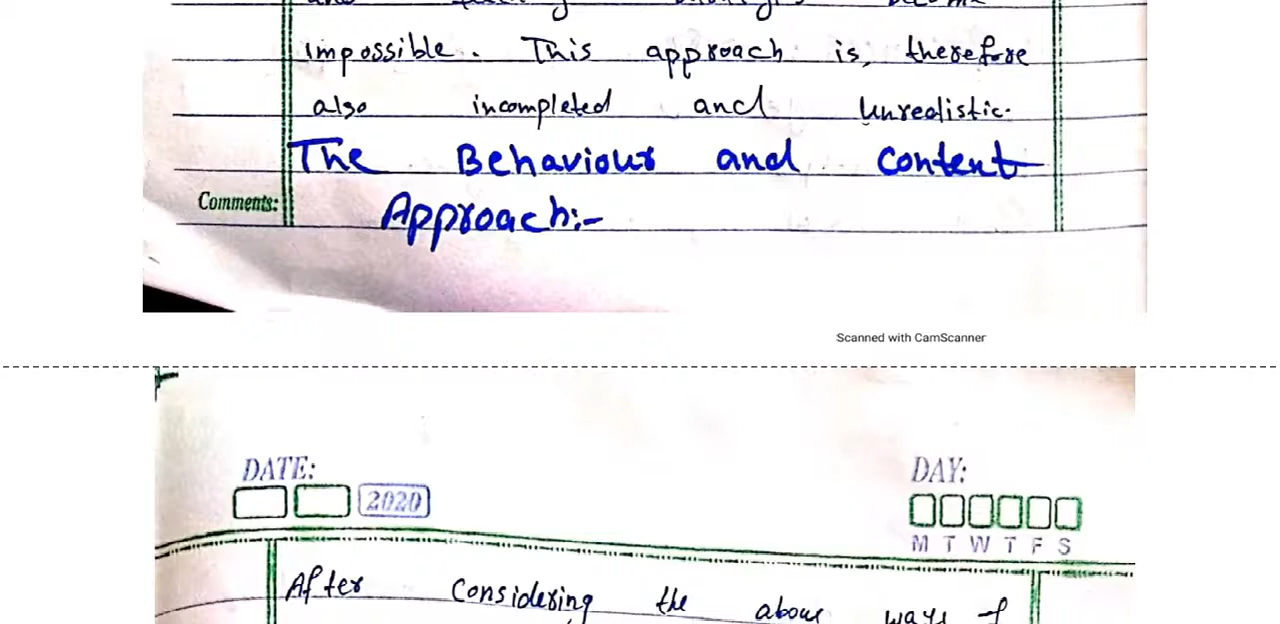 impossible. This approach is, therefore
also incompleted and unrealistic.
The Behaviour and content
Comments:
Approach:-
Scanned with CamScanner
DATE:
DAY:
2020
M T W T F S
After Considering the above ways of